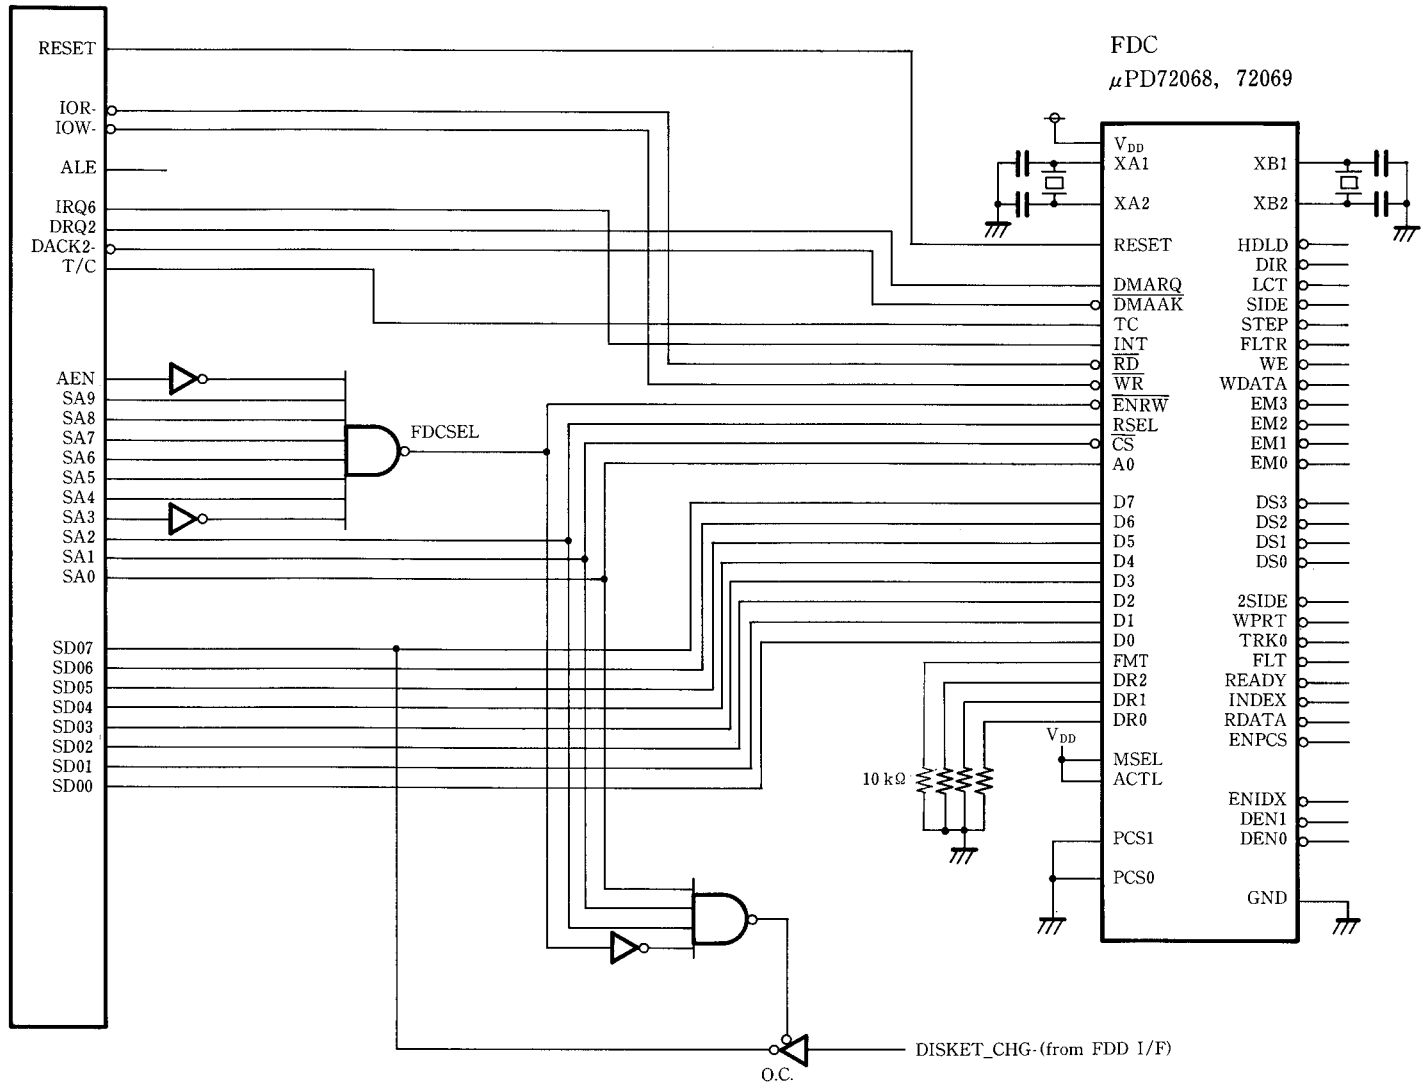 FDC
μPD72068, 72069
RESET
IOR-
IOW-
ALE
IRQ6
DRQ2
DACK2-
T/C
AEN
SA9
SA8
SA7
SA6
SA5
SA4
SA3
SA2
SA1
SA0
SD07
SD06
SD05
SD04
SD03
SD02
SD01
SD00
FDCSEL
VDD
XA1
XA2
RESET
DMARQ
DMAAK
TC
INT
RD
WR
ENRW
RSEL
CS
A0
D7
D6
D5
D4
D3
D2
D1
D0
FMT
DR2
DR1
DR0
VDD
MSEL
ACTL
10 kΩ
PCS1
PCS0
XB1
XB2
HDLD
DIR
LCT
SIDE
STEP
FLTR
WE
WDATA
EM3
EM2
EM1
EM0
DS3
DS2
DS1
DS0
2SIDE
WPRT
TRK0
FLT
READY
INDEX
RDATA
ENPCS
ENIDX
DEN1
DEN0
GND
DISKET_CHG-(from FDD I/F)
O.C.